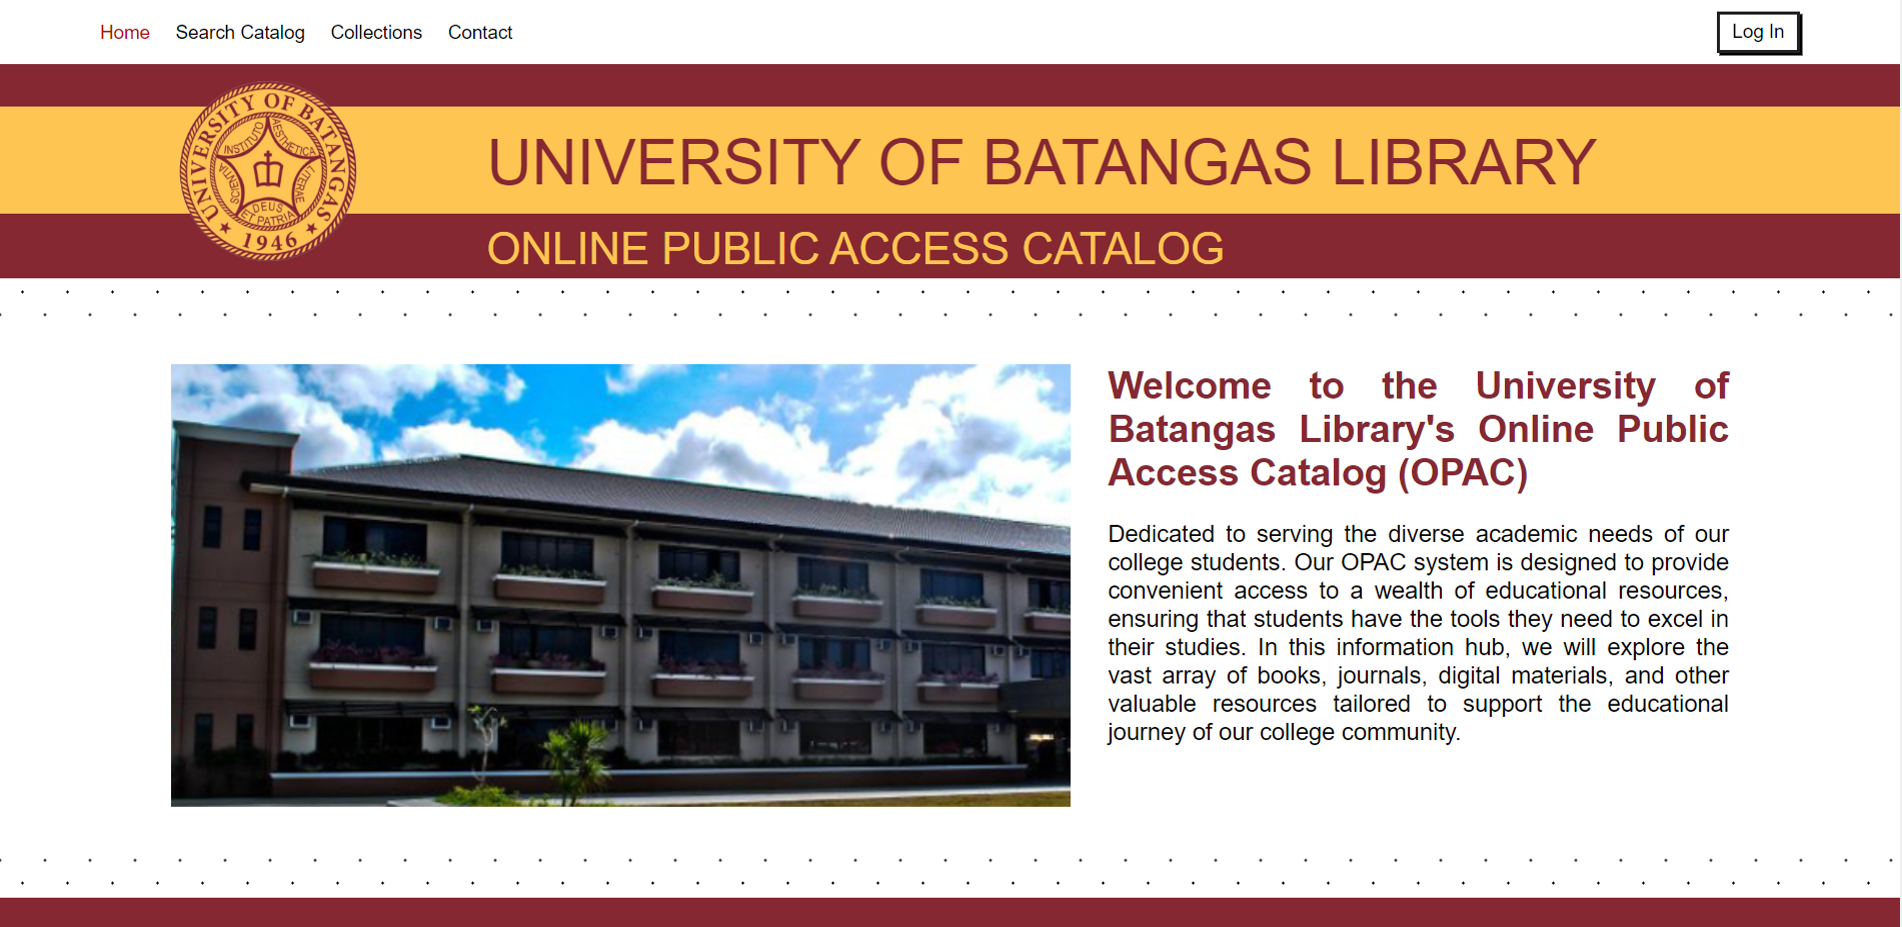 Home Search Catalog Collections Contact Log In
UNIVERSITY OF BATANGAS
INSTITUTO AESTHETICA
SCIENTIA LITERAE
DEUS
ET PATRIA
1946
UNIVERSITY OF BATANGAS LIBRARY
ONLINE PUBLIC ACCESS CATALOG
Welcome to the University of
Batangas Library's Online Public
Access Catalog (OPAC)
Dedicated to serving the diverse academic needs of our
college students. Our OPAC system is designed to provide
convenient access to a wealth of educational resources,
ensuring that students have the tools they need to excel in
their studies. In this information hub, we will explore the
vast array of books, journals, digital materials, and other
valuable resources tailored to support the educational
journey of our college community.